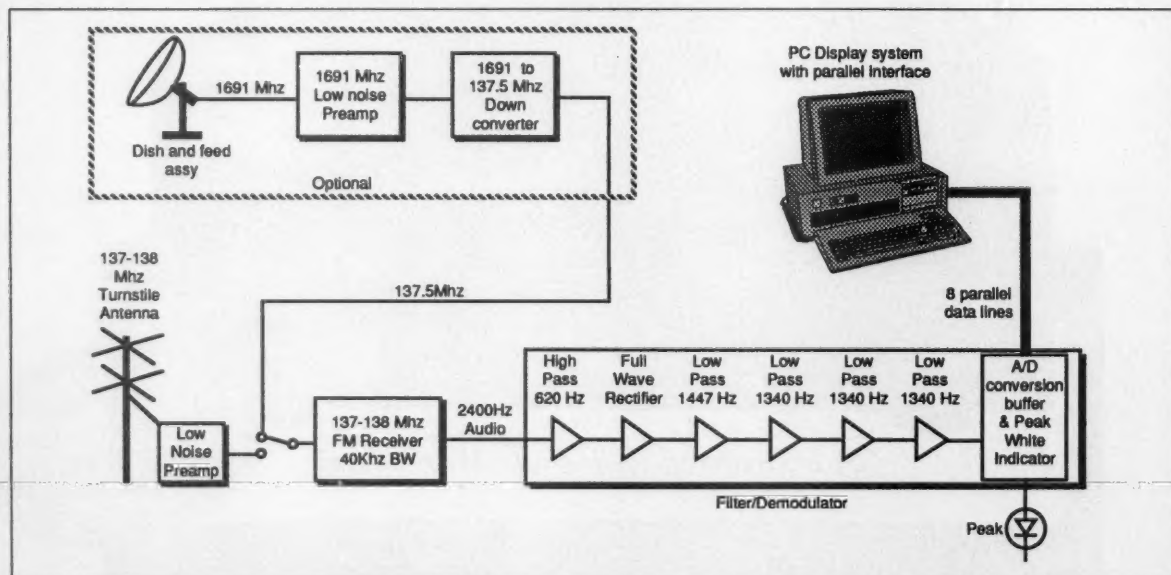 1691 Mhz
Dish and feed
assy
1691 Mhz
Low noise
Preamp
1691 to
137.5 Mhz
Down
converter
Optional
PC Display system
with parallel interface
137-138
Mhz
Turnstile
Antenna
137.5Mhz
8 parallel
data lines
Low
Noise
Preamp
137-138 Mhz
FM Receiver
40Khz BW
2400Hz
Audio
High
Pass
620 Hz
Full
Wave
Rectifier
Low
Pass
1447 Hz
Low
Pass
1340 Hz
Low
Pass
1340 Hz
Low
Pass
1340 Hz
A/D
conversion
buffer
& Peak
White
Indicator
Filter/Demodulator
Peak